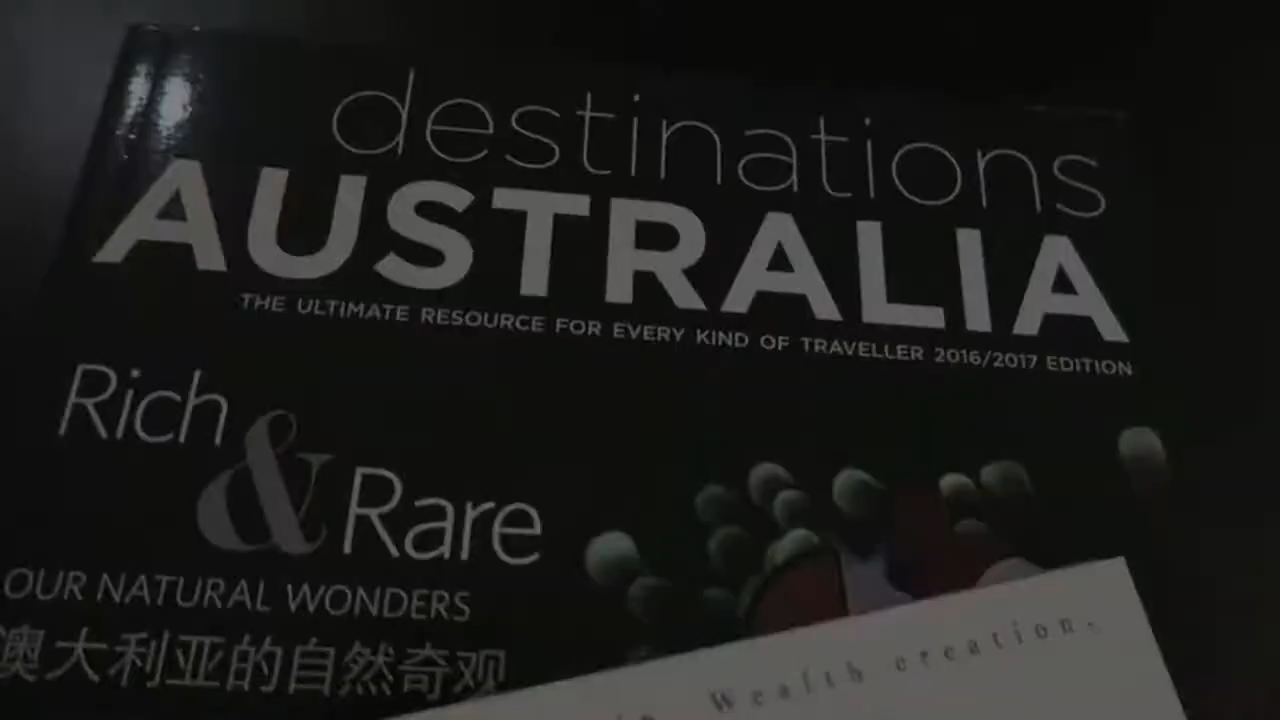 destinations
AUSTRALIA
THE ULTIMATE RESOURCE FOR EVERY KIND OF TRAVELLER 2016/2017 EDITION
Rich
&
Rare
OUR NATURAL WONDERS
澳大利亚的自然奇观
Wealth creation.